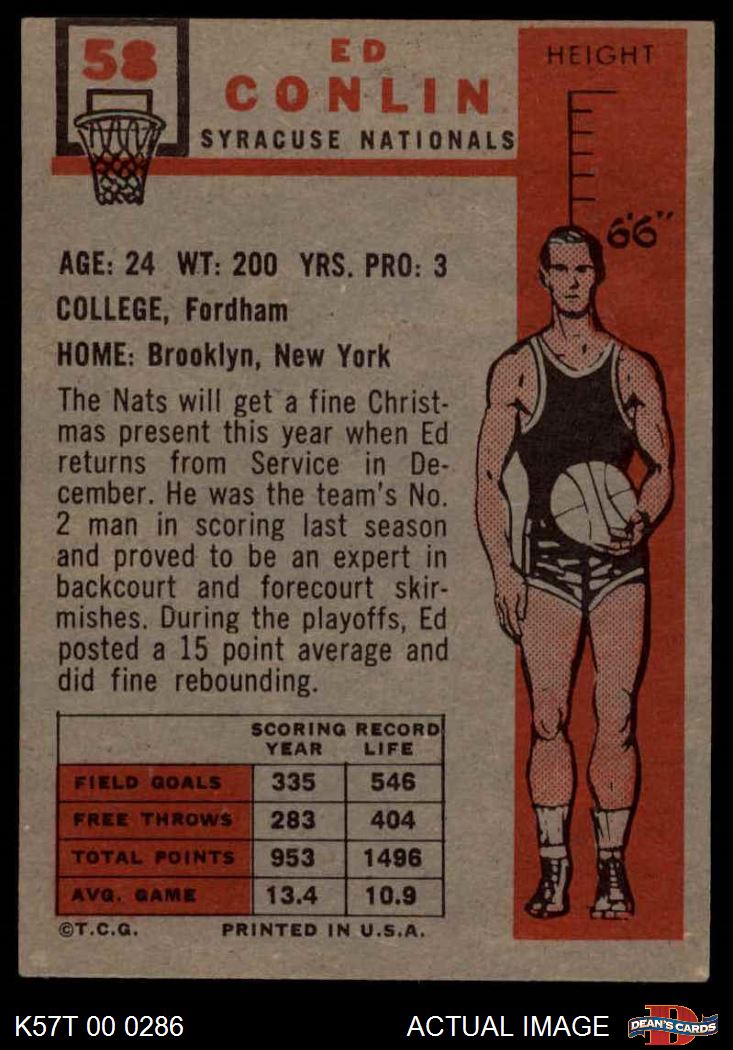 58
ED
CONLIN
SYRACUSE NATIONALS
HEIGHT
6'6"
AGE: 24 WT: 200 YRS. PRO: 3
COLLEGE, Fordham
HOME: Brooklyn, New York
The Nats will get a fine Christ-
mas present this year when Ed
returns from Service in De-
cember. He was the team's No.
2 man in scoring last season
and proved to be an expert in
backcourt and forecourt skir-
mishes. During the playoffs, Ed
posted a 15 point average and
did fine rebounding.
SCORING RECORD
YEAR LIFE
FIELD GOALS 335 546
FREE THROWS 283 404
TOTAL POINTS 953 1496
AVG. GAME 13.4 10.9
©T.C.G. PRINTED IN U.S.A.
K57T 00 0286 ACTUAL IMAGE D DEAN'S CARDS